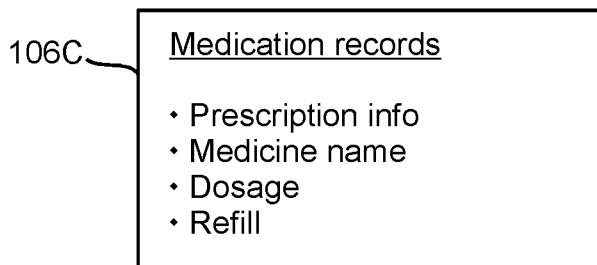 Medication records
106C
• Prescription info
• Medicine name
• Dosage
• Refill